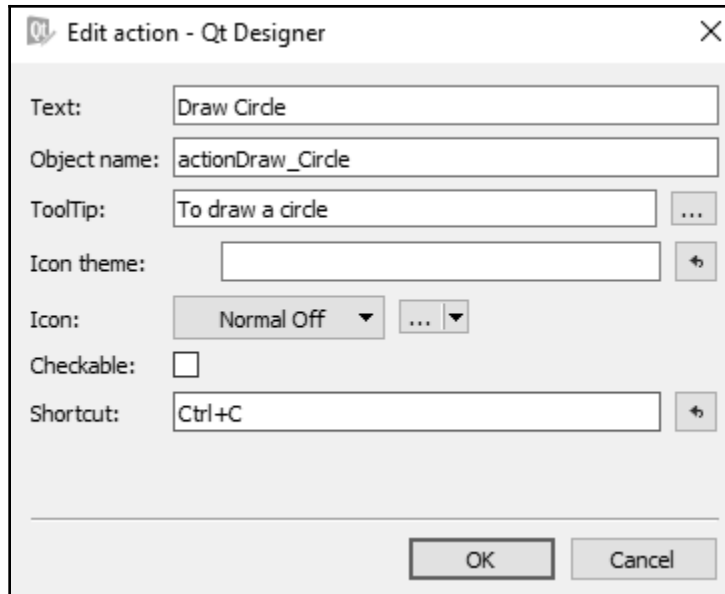 Qt Edit action - Qt Designer
Text: Draw Circle
Object name: actionDraw_Circle
ToolTip: To draw a circle ...
Icon theme:
Icon: Normal Off ...
Checkable:
Shortcut: Ctrl+C
OK Cancel